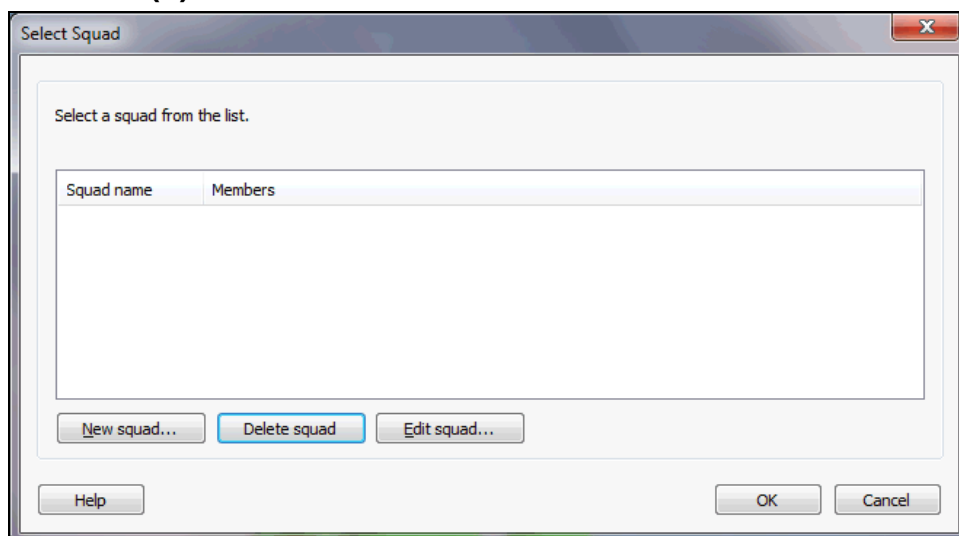 Select Squad
Select a squad from the list.
Squad name Members
New squad... Delete squad Edit squad...
Help OK Cancel